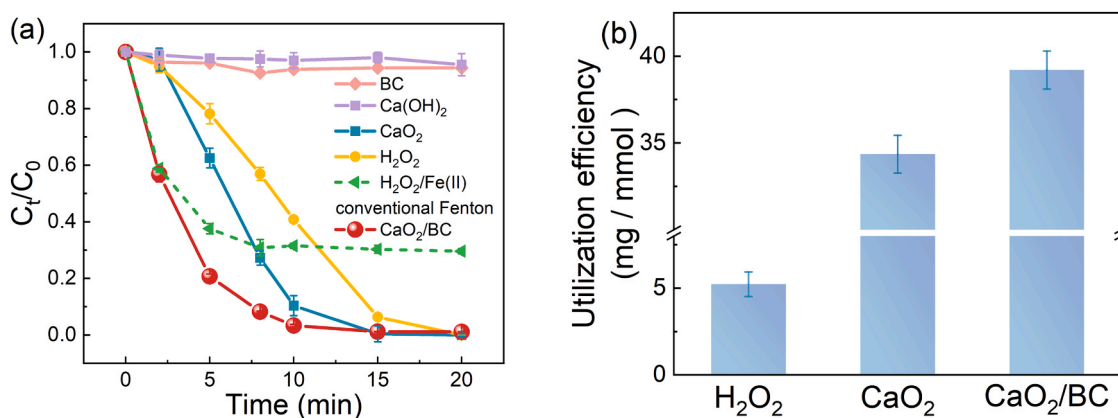 (a)
1.0
0.8
0.6
0.4
0.2
0.0
C_t/C_0
BC
Ca(OH)₂
CaO₂
H₂O₂
H₂O₂/Fe(II)
conventional Fenton
CaO₂/BC
0 5 10 15 20
Time (min)
(b)
40
35
5
0
Utilization efficiency
(mg / mmol)
H₂O₂ CaO₂ CaO₂/BC